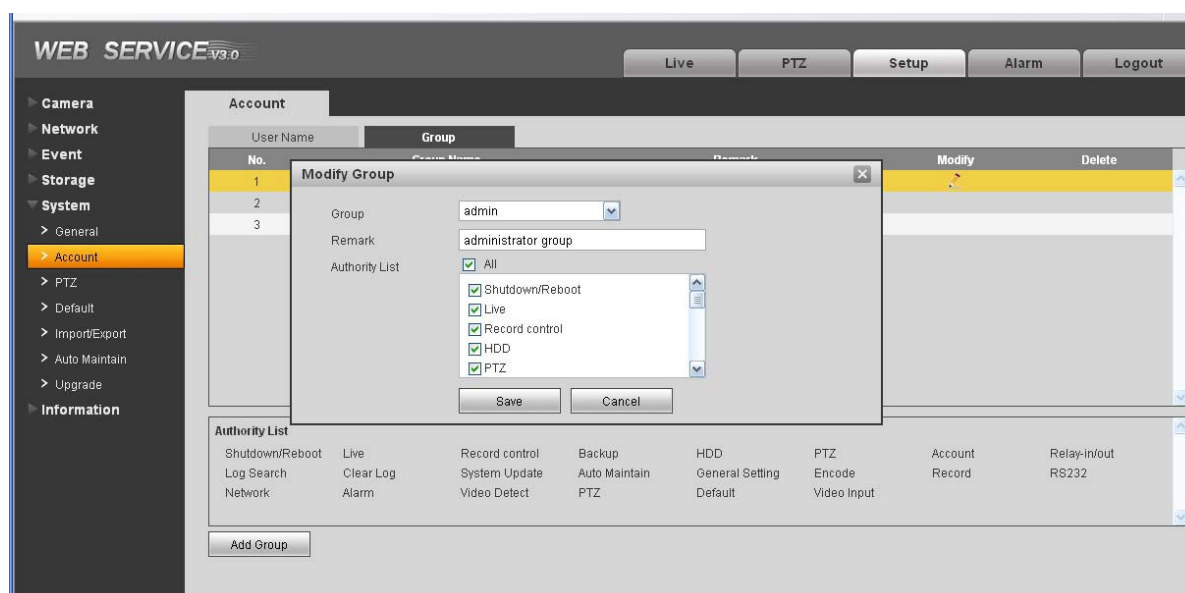 WEB SERVICE V3.0
Live PTZ Setup Alarm Logout
Camera
Network
Event
Storage
System
General
Account
PTZ
Default
Import/Export
Auto Maintain
Upgrade
Information
Account
User Name Group
No. Group Name Remark Modify Delete
1
2
3
Modify Group
Group admin
Remark administrator group
Authority List All
Shutdown/Reboot
Live
Record control
HDD
PTZ
Save Cancel
Authority List
Shutdown/Reboot Live Record control Backup HDD PTZ Account Relay-in/out
Log Search Clear Log System Update Auto Maintain General Setting Encode Record RS232
Network Alarm Video Detect PTZ Default Video Input
Add Group